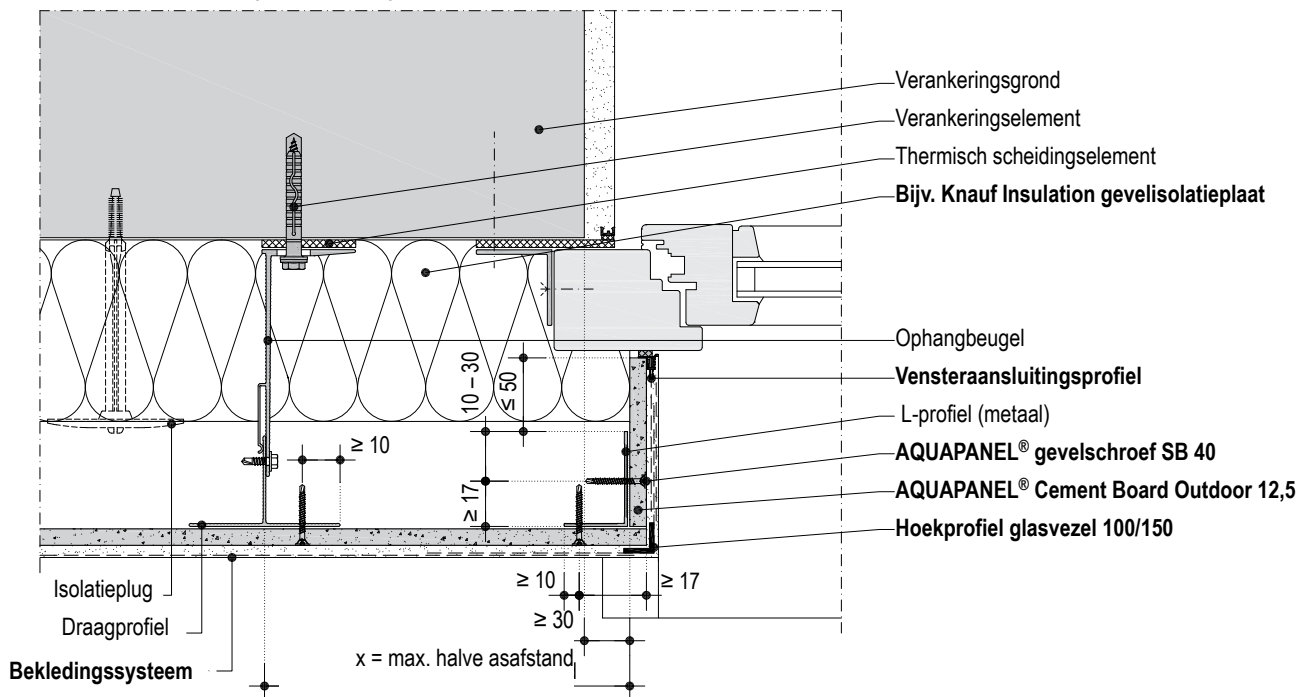 Verankeringsgrond
Verankeringselement
Thermisch scheidingselement
Bijv. Knauf Insulation gevelisolatieplaat
Ophangbeugel
Vensteraansluitingsprofiel
L-profiel (metaal)
AQUAPANEL® gevelschroef SB 40
AQUAPANEL® Cement Board Outdoor 12,5
Hoekprofiel glasvezel 100/150
10 – 30
≤ 50
≥ 10
≥ 17
≥ 10
≥ 17
≥ 30
x = max. halve asafstand
Isolatieplug
Draagprofiel
Bekledingssysteem